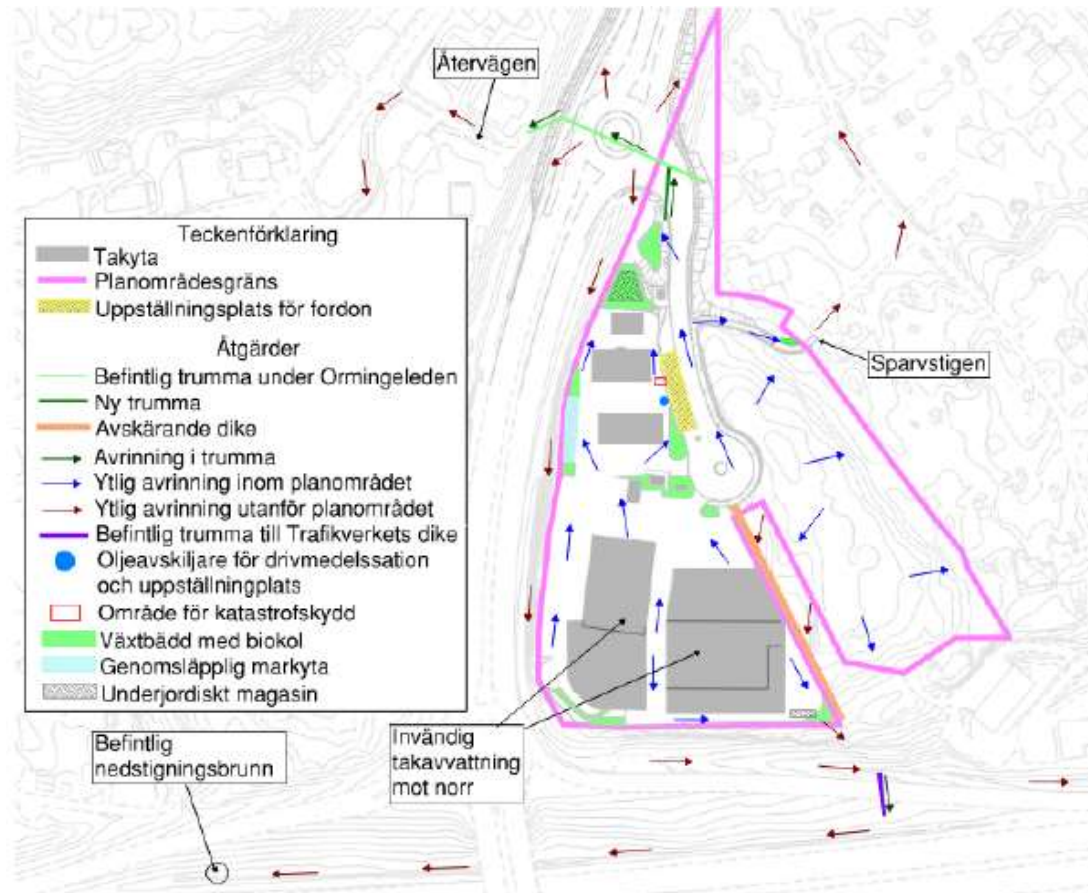 Återvägen
Teckenförklaring
Takyta
Planområdesgräns
Uppställningsplats för fordon
Åtgärder
Befintlig trumma under Ormingeleden
Ny trumma
Avskärande dike
Avrinning i trumma
Ytlig avrinning inom planområdet
Ytlig avrinning utanför planområdet
Befintlig trumma till Trafikverkets dike
Oljeavskiljare för drivmedelssation
och uppställningplats
Område för katastrofskydd
Växtbädd med biokol
Genomsläpplig markyta
Underjordiskt magasin
Sparvstigen
Befintlig
nedstigningsbrunn
Invändig
takavvattning
mot norr